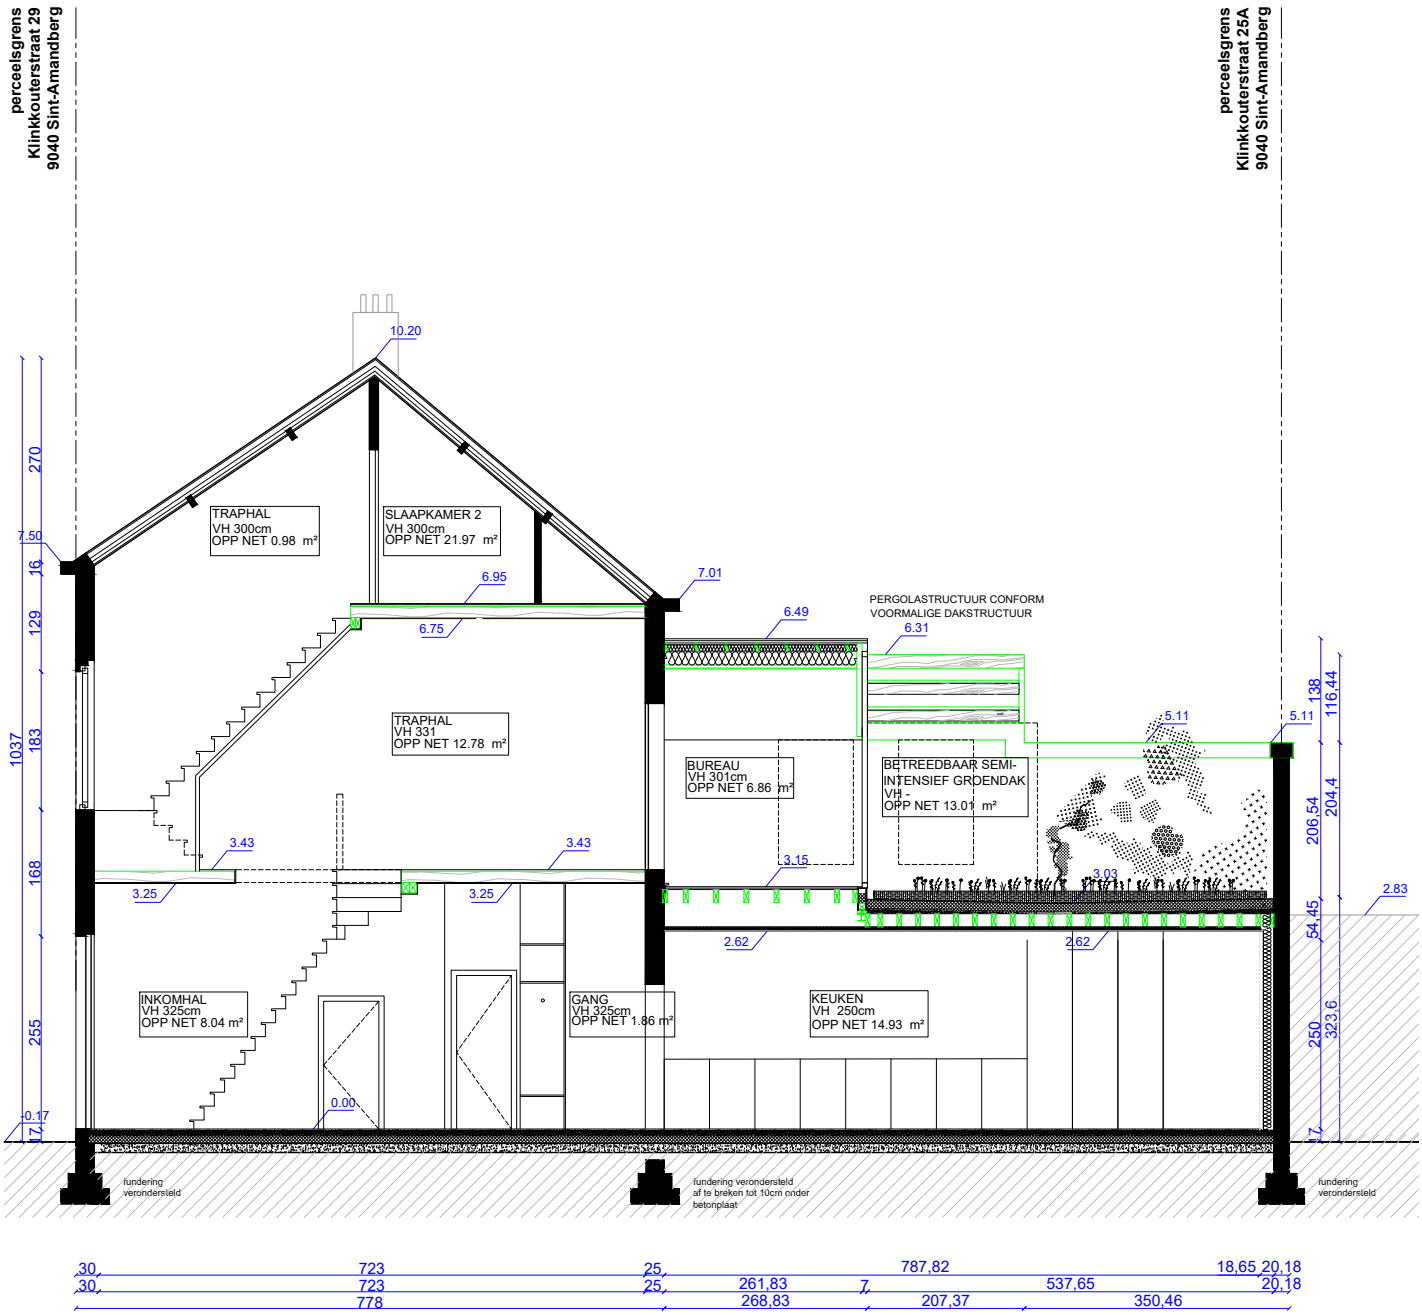 perceelsgrens
Klinkkouterstraat 29
9040 Sint-Amandberg
perceelsgrens
Klinkkouterstraat 25A
9040 Sint-Amandberg
10.20
TRAPHAL
VH 300cm
OPP NET 0.98 m²
SLAAPKAMER 2
VH 300cm
OPP NET 21.97 m²
7.50
6.95
6.75
7.01
6.49
PERGOLASTRUCTUUR CONFORM
VOORMALIGE DAKSTRUCTUUR
6.31
5.11
5.11
TRAPHAL
VH 331
OPP NET 12.78 m²
BUREAU
VH 301cm
OPP NET 6.86 m²
BETREEDBAAR SEMI-
INTENSIEF GROENDAK
VH -
OPP NET 13.01 m²
3.43
3.43
3.25
3.25
3.15
3.03
2.83
2.62
2.62
INKOMHAL
VH 325cm
OPP NET 8.04 m²
GANG
VH 325cm
OPP NET 1.86 m²
KEUKEN
VH 250cm
OPP NET 14.93 m²
0.00
-0.17
1037
270
16
129
183
168
255
17
138
206,54
54,45
250
17
116,44
204,4
323,6
fundering
verondersteld
fundering verondersteld
af te breken tot 10cm onder
betonplaat
fundering
verondersteld
30 723 25 787,82 18,65 20,18
30 723 25 261,83 7 537,65 20,18
778 268,83 207,37 350,46